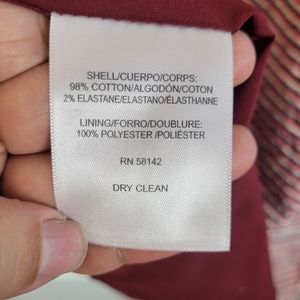 SHELL/CUERPO/CORPS:
98% COTTON/ALGODÓN/COTON
2% ELASTANE/ELASTANO/ÉLASTHANNE
LINING/FORRO/DOUBLURE:
100% POLYESTER /POLIÉSTER
RN 58142
DRY CLEAN